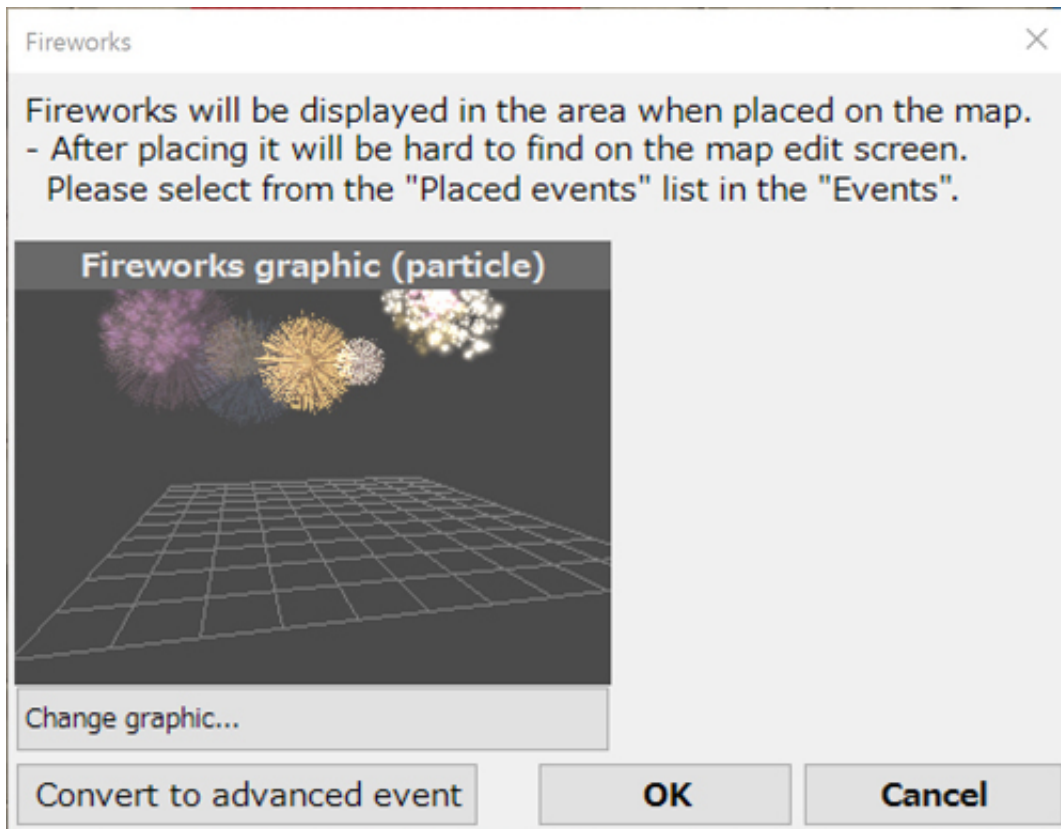 Fireworks
Fireworks will be displayed in the area when placed on the map.
- After placing it will be hard to find on the map edit screen.
Please select from the "Placed events" list in the "Events".
Fireworks graphic (particle)
Change graphic...
Convert to advanced event
OK
Cancel